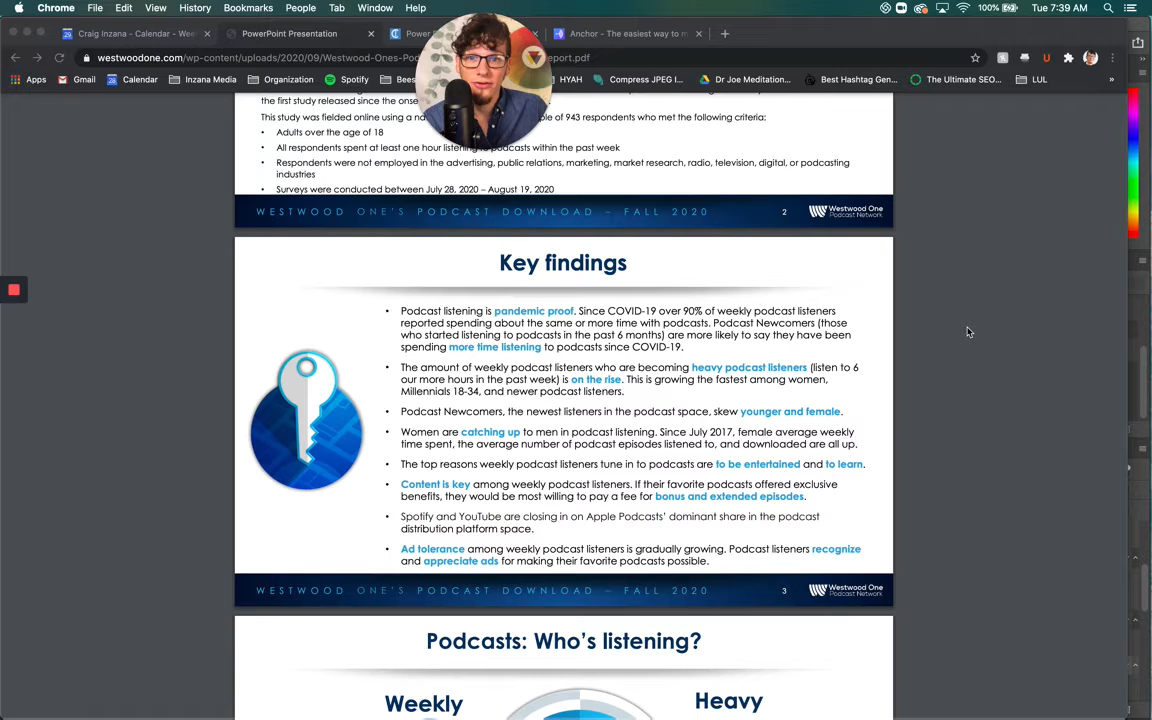 Chrome File Edit View History Bookmarks People Tab Window Help 100% Tue 7:39 AM
Craig Inzana - Calendar - Wee PowerPoint Presentation Power Anchor - The easiest way to m
westwoodone.com/wp-content/uploads/2020/09/Westwood-Ones-Pod eport.pdf
Apps Gmail Calendar Inzana Media Organization Spotify Bees HYAH Compress JPEG I... Dr Joe Meditation... Best Hashtag Gen... The Ultimate SEO... LUL
the first study released since the onse
This study was fielded online using a na le of 943 respondents who met the following criteria:
• Adults over the age of 18
• All respondents spent at least one hour listening to podcasts within the past week
• Respondents were not employed in the advertising, public relations, marketing, market research, radio, television, digital, or podcasting
industries
• Surveys were conducted between July 28, 2020 – August 19, 2020
WESTWOOD ONE'S PODCAST DOWNLOAD – FALL 2020 2 Westwood One
Podcast Network
Key findings
• Podcast listening is pandemic proof. Since COVID-19 over 90% of weekly podcast listeners
reported spending about the same or more time with podcasts. Podcast Newcomers (those
who started listening to podcasts in the past 6 months) are more likely to say they have been
spending more time listening to podcasts since COVID-19.
• The amount of weekly podcast listeners who are becoming heavy podcast listeners (listen to 6
our more hours in the past week) is on the rise. This is growing the fastest among women,
Millennials 18-34, and newer podcast listeners.
• Podcast Newcomers, the newest listeners in the podcast space, skew younger and female.
• Women are catching up to men in podcast listening. Since July 2017, female average weekly
time spent, the average number of podcast episodes listened to, and downloaded are all up.
• The top reasons weekly podcast listeners tune in to podcasts are to be entertained and to learn.
• Content is key among weekly podcast listeners. If their favorite podcasts offered exclusive
benefits, they would be most willing to pay a fee for bonus and extended episodes.
• Spotify and YouTube are closing in on Apple Podcasts' dominant share in the podcast
distribution platform space.
• Ad tolerance among weekly podcast listeners is gradually growing. Podcast listeners recognize
and appreciate ads for making their favorite podcasts possible.
WESTWOOD ONE'S PODCAST DOWNLOAD – FALL 2020 3 Westwood One
Podcast Network
Podcasts: Who's listening?
Weekly Heavy